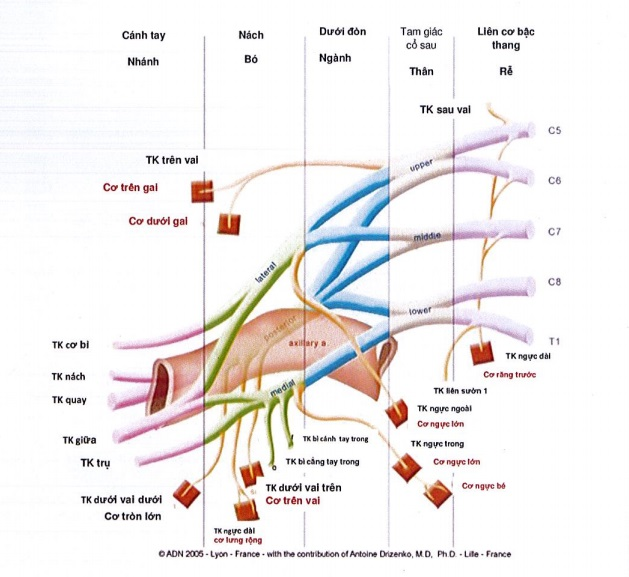 Cánh tay
Nhánh
Nách
Bó
Dưới đòn
Ngành
Tam giác
cổ sau
Thân
Liên cơ bậc
thang
Rễ
TK sau vai
C5
TK trên vai
upper
Cơ trên gai
C6
Cơ dưới gai
C7
middle
lateral
C8
lower
posterior
axillary a.
T1
TK cơ bì
TK ngực dài
Cơ răng trước
TK nách
medial
TK liên sườn 1
TK quay
TK ngực ngoài
Cơ ngực lớn
TK giữa
TK bì cánh tay trong
TK ngực trong
TK trụ
TK bì cẳng tay trong
Cơ ngực lớn
Cơ ngực bé
TK dưới vai trên
Cơ trên vai
TK dưới vai dưới
Cơ tròn lớn
TK ngực dài
cơ lưng rộng
© ADN 2005 - Lyon - France - with the contribution of Antoine Drizenko, M.D, Ph.D. - Lille - France